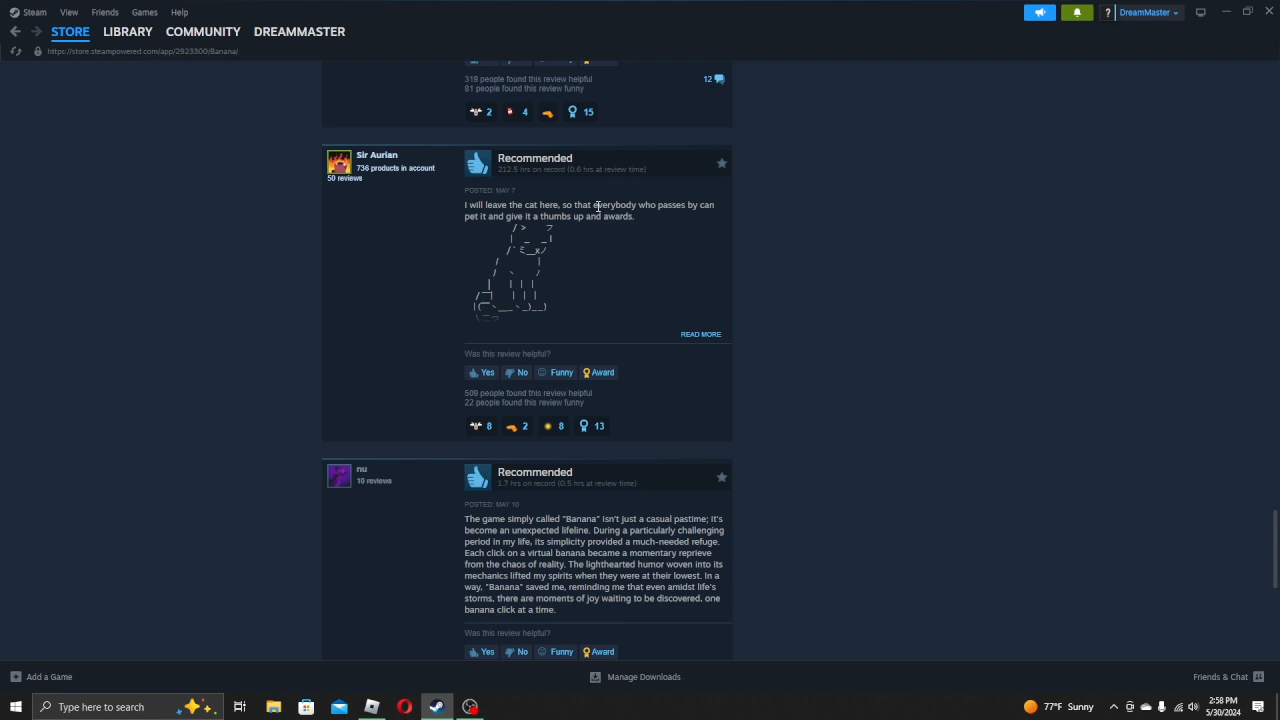 Steam View Friends Games Help
? DreamMaster
STORE LIBRARY COMMUNITY DREAMMASTER
https://store.steampowered.com/app/2923300/Banana/
319 people found this review helpful
81 people found this review funny
12
2 4 15
Sir Aurian
736 products in account
50 reviews
Recommended
212.5 hrs on record (0.6 hrs at review time)
POSTED: MAY 7
I will leave the cat here, so that everybody who passes by can
pet it and give it a thumbs up and awards.
READ MORE
Was this review helpful?
Yes No Funny Award
509 people found this review helpful
22 people found this review funny
8 2 8 13
nu
10 reviews
Recommended
1.7 hrs on record (0.5 hrs at review time)
POSTED: MAY 10
The game simply called "Banana" isn't just a casual pastime; it's
become an unexpected lifeline. During a particularly challenging
period in my life, its simplicity provided a much-needed refuge.
Each click on a virtual banana became a momentary reprieve
from the chaos of reality. The lighthearted humor woven into its
mechanics lifted my spirits when they were at their lowest. In a
way, "Banana" saved me, reminding me that even amidst life's
storms, there are moments of joy waiting to be discovered, one
banana click at a time.
Was this review helpful?
Yes No Funny Award
Add a Game Manage Downloads Friends & Chat
Type here to search
77°F Sunny
2:58 PM
5/30/2024